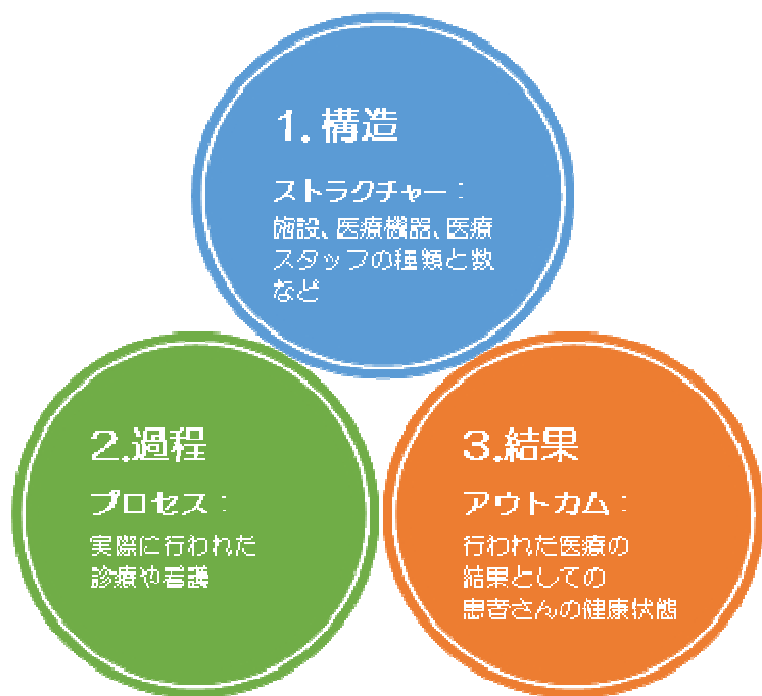 1. 構造
ストラクチャー：
施設、医療機器、医療
スタッフの種類と数
など
2.過程
プロセス：
実際に行われた
診療や看護
3.結果
アウトカム：
行われた医療の
結果としての
患者さんの健康状態